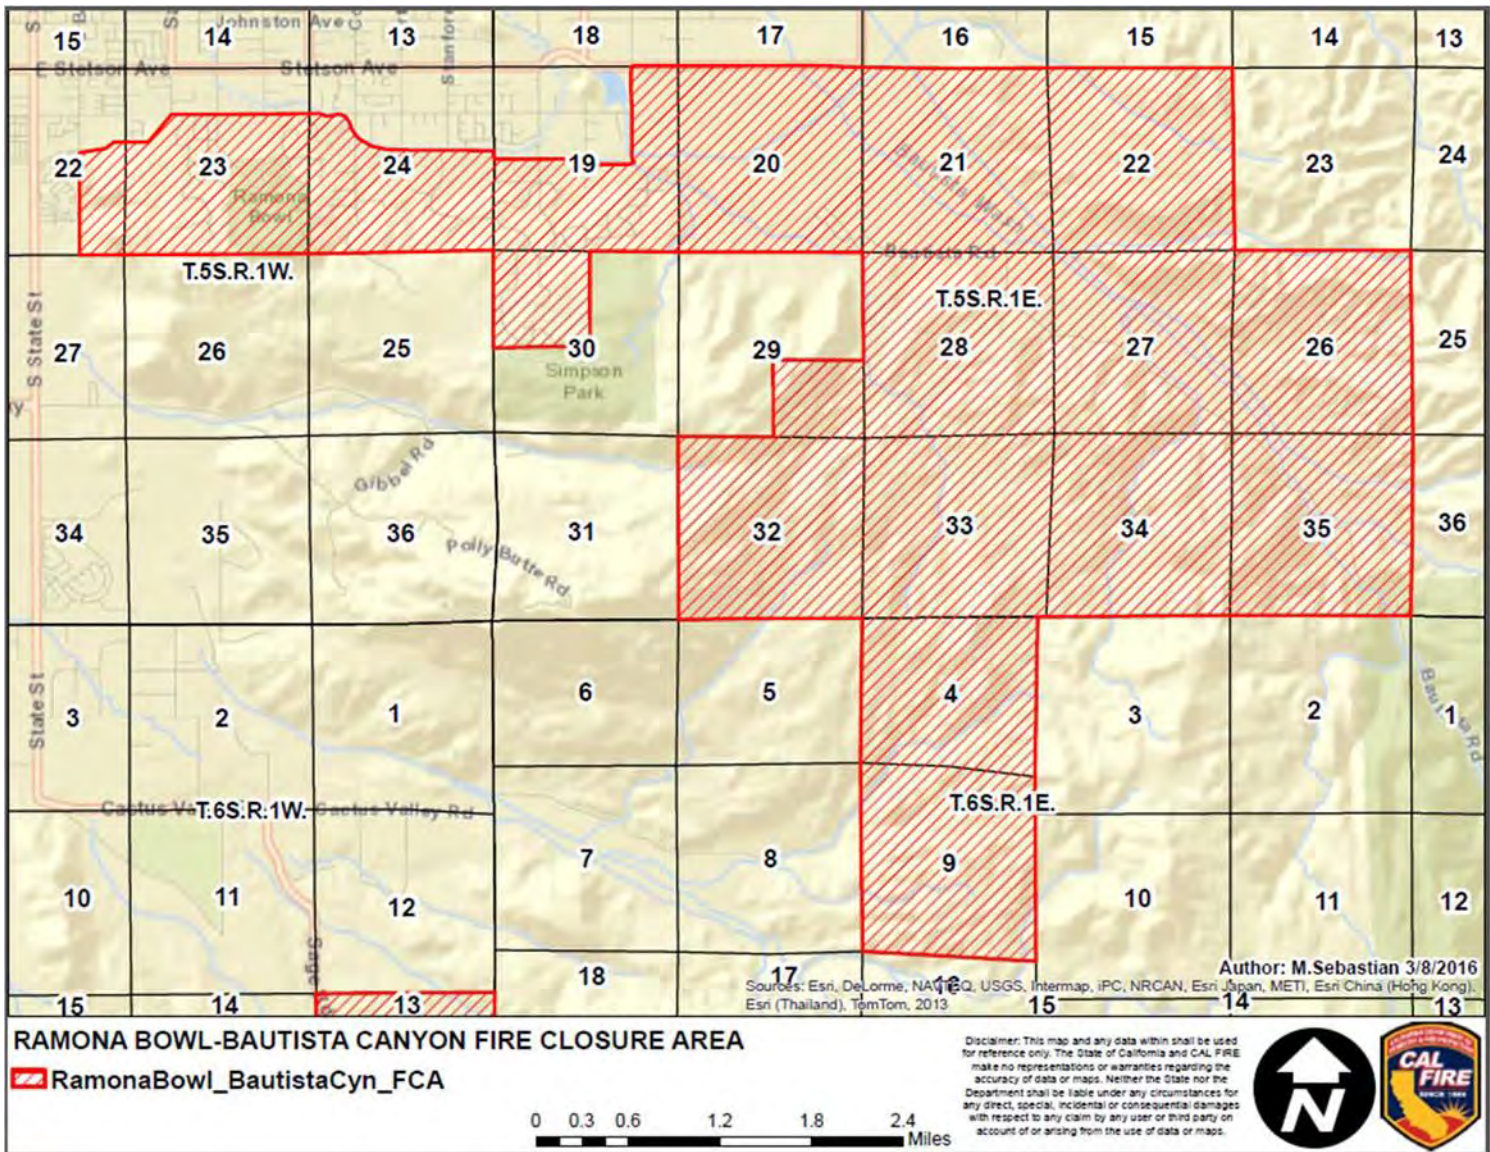 Johnston Ave
15 14 13 18 17 16 15 14 13
E Stetson Ave Stetson Ave
22 23 24 19 20 21 22 23 24
Ramona
Bowl
Bautista Wash
Bautista Rd
T.5S.R.1W.
T.5S.R.1E.
S State St
27 26 25 30 29 28 27 26 25
Simpson
Park
Gibbel Rd
34 35 36 31 32 33 34 35 36
Polly Butte Rd
State St
3 2 1 6 5 4 3 2 1
Cactus Va
T.6S.R.1W.
Cactus Valley Rd
T.6S.R.1E.
10 11 12 7 8 9 10 11 12
Sage
18 17 16
Author: M.Sebastian 3/8/2016
Sources: Esri, DeLorme, NAVTEQ, USGS, Intermap, iPC, NRCAN, Esri Japan, METI, Esri China (Hong Kong),
Esri (Thailand), TomTom, 2013
15 14 13 15 14 13
RAMONA BOWL-BAUTISTA CANYON FIRE CLOSURE AREA
RamonaBowl_BautistaCyn_FCA
0 0.3 0.6 1.2 1.8 2.4
Miles
Disclaimer: This map and any data within shall be used
for reference only. The State of California and CAL FIRE
make no representations or warranties regarding the
accuracy of data or maps. Neither the State nor the
Department shall be liable under any circumstances for
any direct, special, incidental or consequential damages
with respect to any claim by any user or third party on
account of or arising from the use of data or maps.
N
CAL
FIRE
SINCE 1885